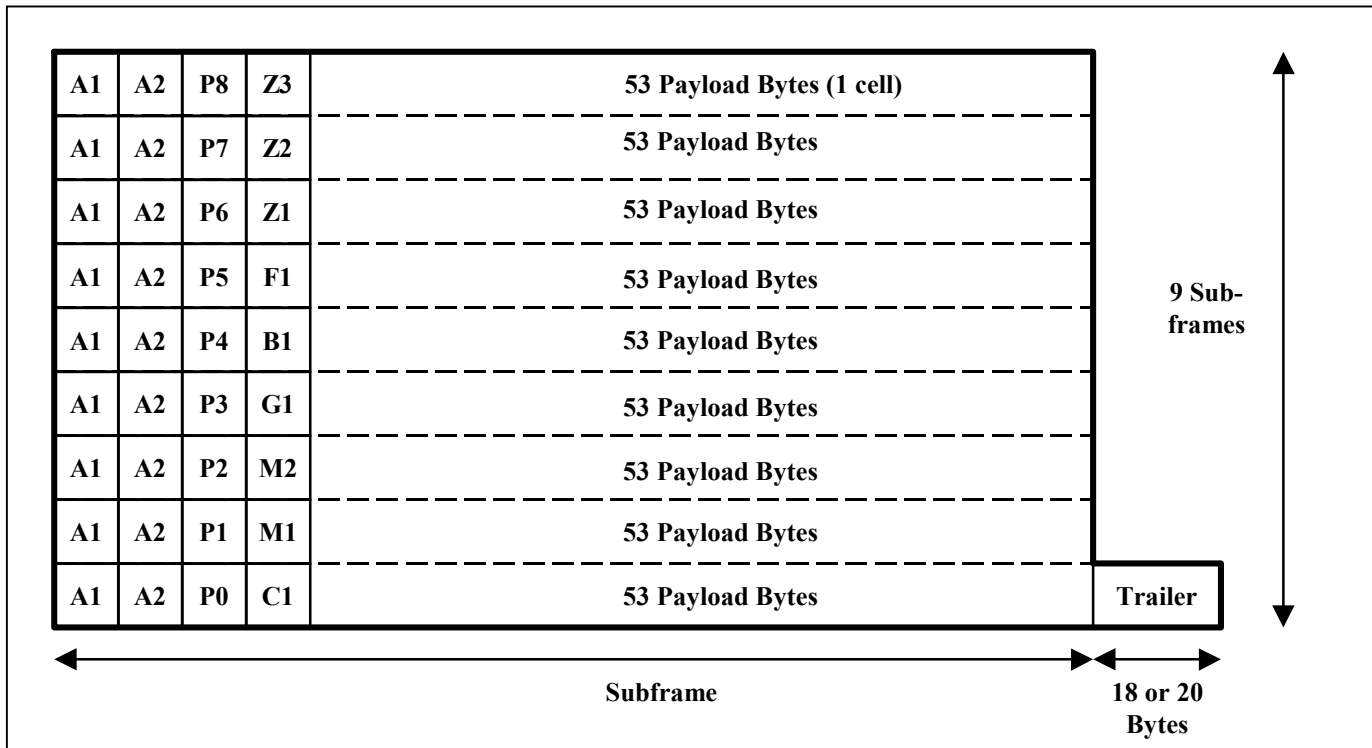 A1 A2 P8 Z3 53 Payload Bytes (1 cell)
A1 A2 P7 Z2 53 Payload Bytes
A1 A2 P6 Z1 53 Payload Bytes
A1 A2 P5 F1 53 Payload Bytes
A1 A2 P4 B1 53 Payload Bytes
A1 A2 P3 G1 53 Payload Bytes
A1 A2 P2 M2 53 Payload Bytes
A1 A2 P1 M1 53 Payload Bytes
A1 A2 P0 C1 53 Payload Bytes Trailer
9 Sub-
frames
Subframe
18 or 20
Bytes